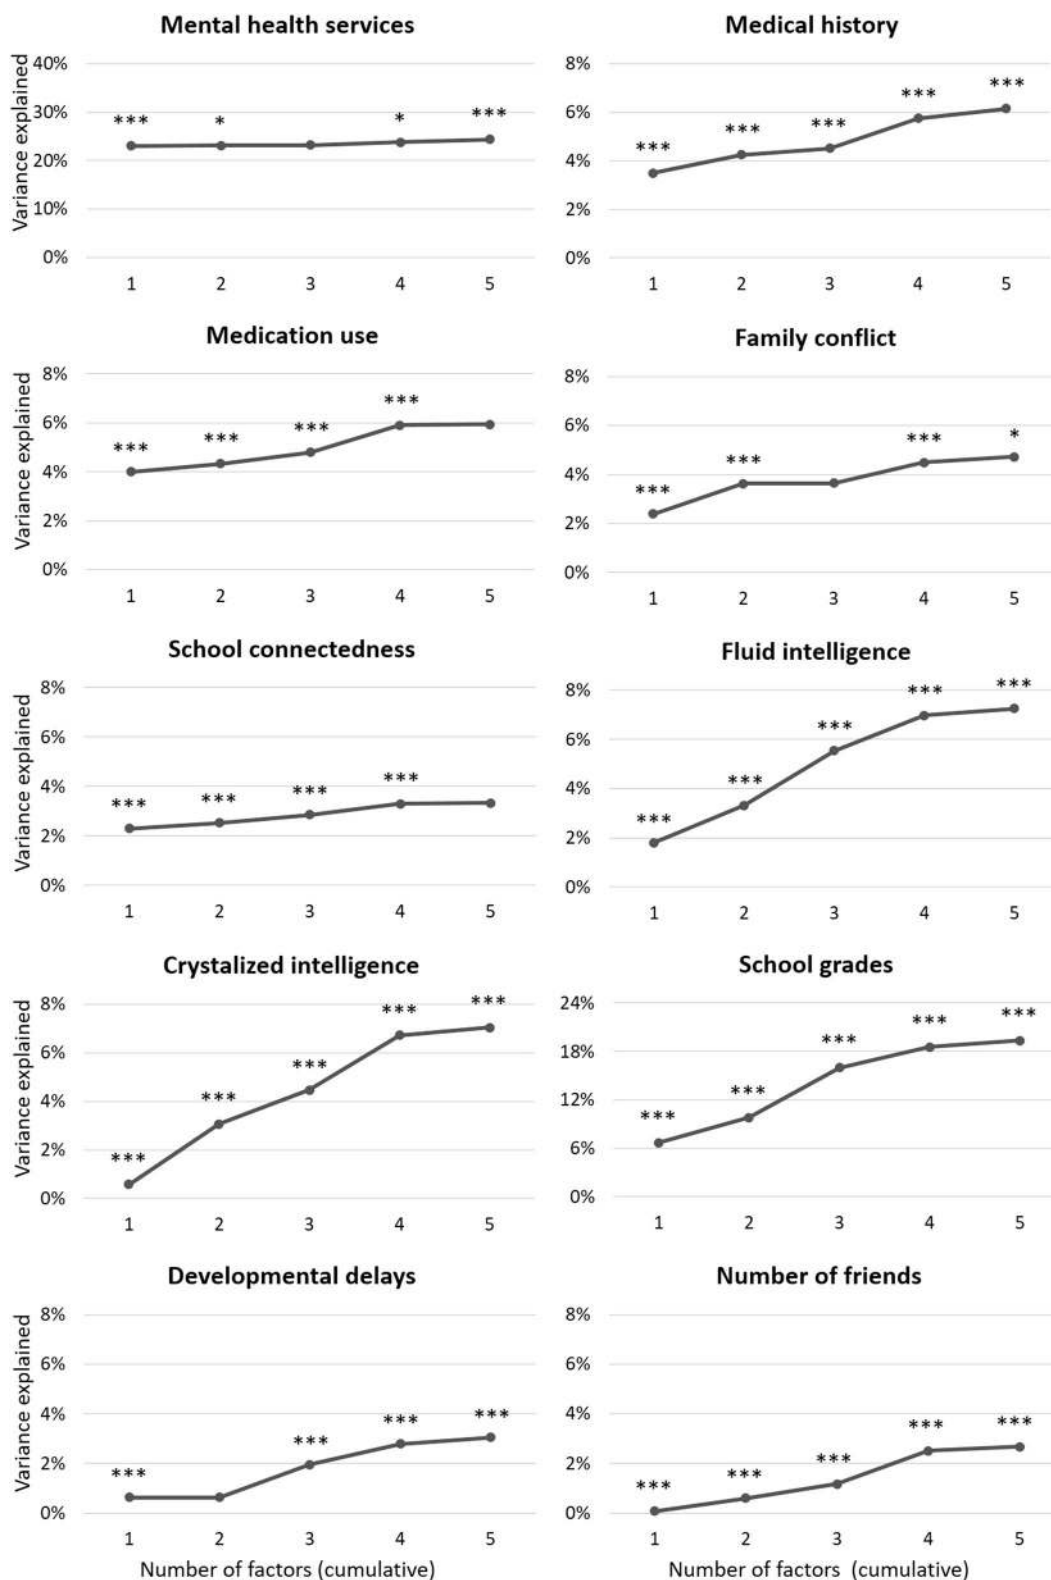 Mental health services
Variance explained
40%
30%
20%
10%
0%
*** * * ***
1 2 3 4 5
Medical history
8%
6%
4%
2%
0%
*** *** *** *** ***
1 2 3 4 5
Medication use
Variance explained
8%
6%
4%
2%
0%
*** *** *** ***
1 2 3 4 5
Family conflict
8%
6%
4%
2%
0%
*** *** *** *
1 2 3 4 5
School connectedness
Variance explained
8%
6%
4%
2%
0%
*** *** *** ***
1 2 3 4 5
Fluid intelligence
8%
6%
4%
2%
0%
*** *** *** *** ***
1 2 3 4 5
Crystalized intelligence
Variance explained
8%
6%
4%
2%
0%
*** *** *** *** ***
1 2 3 4 5
School grades
24%
18%
12%
6%
0%
*** *** *** *** ***
1 2 3 4 5
Developmental delays
Variance explained
8%
6%
4%
2%
0%
*** *** *** ***
1 2 3 4 5
Number of factors (cumulative)
Number of friends
8%
6%
4%
2%
0%
*** *** *** *** ***
1 2 3 4 5
Number of factors (cumulative)